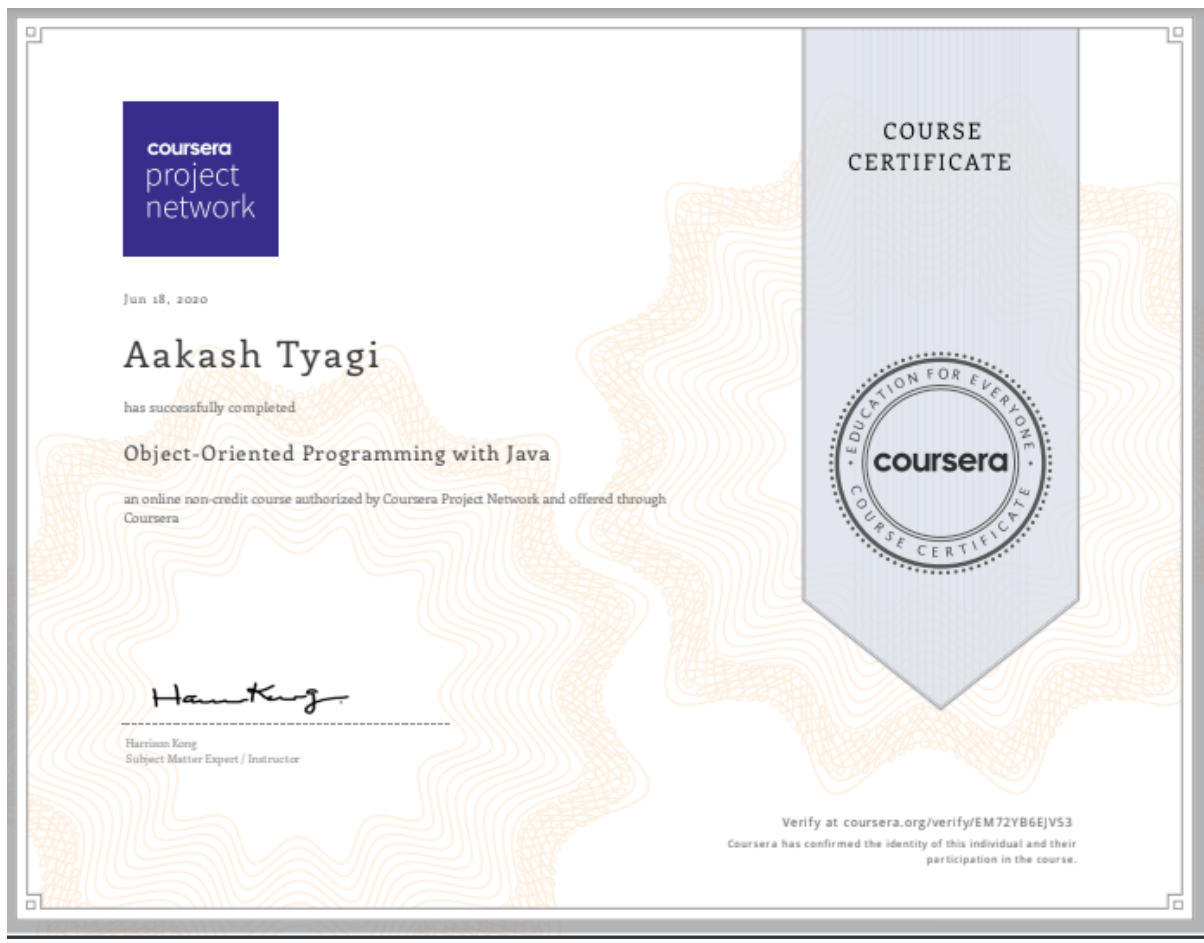 coursera
project
network
COURSE
CERTIFICATE
Jun 18, 2020
Aakash Tyagi
has successfully completed
Object-Oriented Programming with Java
an online non-credit course authorized by Coursera Project Network and offered through
Coursera
EDUCATION FOR EVERYONE
coursera
COURSE CERTIFICATE
Harrison Kong
Subject Matter Expert / Instructor
Verify at coursera.org/verify/EM72YB6EJV53
Coursera has confirmed the identity of this individual and their
participation in the course.